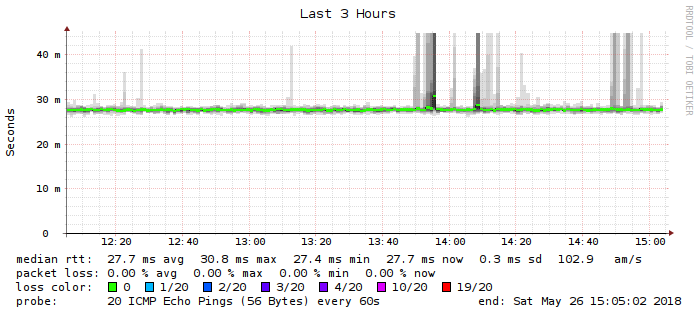 Last 3 Hours
RRDTOOL / TOBI OETIKER
Seconds
40 m
30 m
20 m
10 m
0
12:20 12:40 13:00 13:20 13:40 14:00 14:20 14:40 15:00
median rtt: 27.7 ms avg 30.8 ms max 27.4 ms min 27.7 ms now 0.3 ms sd 102.9 am/s
packet loss: 0.00 % avg 0.00 % max 0.00 % min 0.00 % now
loss color: 0 1/20 2/20 3/20 4/20 10/20 19/20
probe: 20 ICMP Echo Pings (56 Bytes) every 60s end: Sat May 26 15:05:02 2018